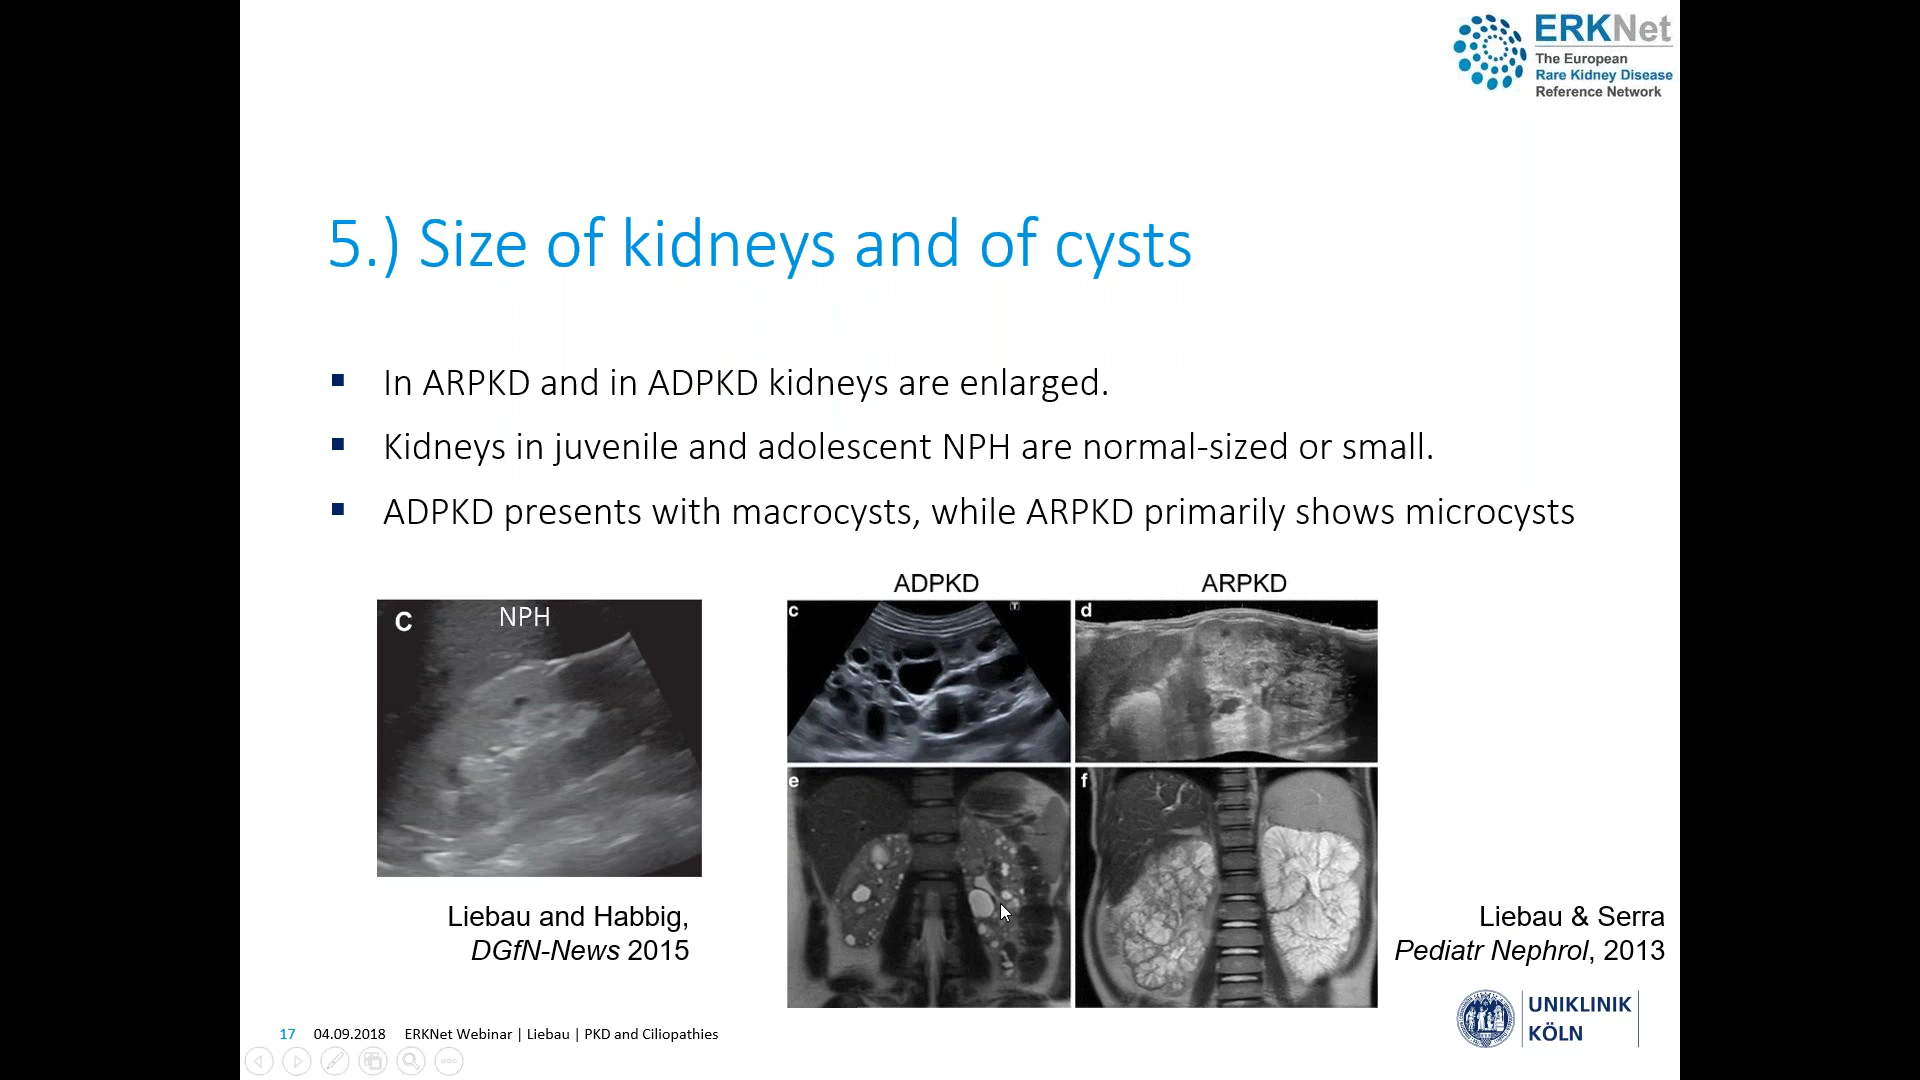 ERKNet
The European
Rare Kidney Disease
Reference Network
5.) Size of kidneys and of cysts
In ARPKD and in ADPKD kidneys are enlarged.
Kidneys in juvenile and adolescent NPH are normal-sized or small.
ADPKD presents with macrocysts, while ARPKD primarily shows microcysts
ADPKD ARPKD
C NPH
c T d
e f
Liebau and Habbig,
DGfN-News 2015
Liebau & Serra
Pediatr Nephrol, 2013
UNIKLINIK
KÖLN
17 04.09.2018 ERKNet Webinar | Liebau | PKD and Ciliopathies